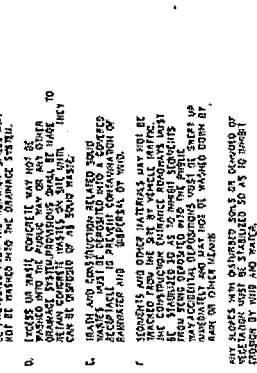 NOT BE WASHED INTO THE DRAINAGE SYSTEM.
D. EXCESS OR WASTE CONCRETE MAY NOT BE
WASHED INTO THE PUBLIC WAY OR ANY OTHER
DRAINAGE SYSTEM. PROVISIONS SHALL BE MADE TO
RETAIN CONCRETE WASTES ON SITE UNTIL THEY
CAN BE DISPOSED OF AS SOLID WASTE.
TRASH AND CONSTRUCTION RELATED SOLID
WASTES MUST BE DEPOSITED INTO A COVERED
RECEPTACLE TO PREVENT CONTAMINATION OF
RAINWATER AND DISPERSAL BY WIND.
SEDIMENTS AND OTHER MATERIALS MAY NOT BE
TRACKED FROM THE SITE BY VEHICLE TRAFFIC.
THE CONSTRUCTION ENTRANCE ROADWAYS MUST
BE STABILIZED SO AS TO INHIBIT SEDIMENTS
FROM BEING DEPOSITED INTO THE PUBLIC
WAY. ACCIDENTAL DEPOSITIONS MUST BE SWEPT UP
IMMEDIATELY AND MAY NOT BE WASHED DOWN BY
RAIN OR OTHER MEANS
ANY SLOPES WITH DISTURBED SOILS OR DENUDED OF
VEGETATION MUST BE STABILIZED SO AS TO INHIBIT
EROSION BY WIND AND WATER.